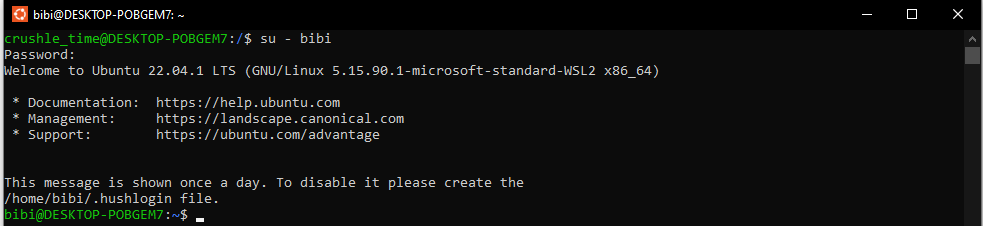 bibi@DESKTOP-POBGEM7: ~
crushle_time@DESKTOP-POBGEM7:/$ su - bibi
Password:
Welcome to Ubuntu 22.04.1 LTS (GNU/Linux 5.15.90.1-microsoft-standard-WSL2 x86_64)
* Documentation:  https://help.ubuntu.com
* Management:     https://landscape.canonical.com
* Support:        https://ubuntu.com/advantage
This message is shown once a day. To disable it please create the
/home/bibi/.hushlogin file.
bibi@DESKTOP-POBGEM7:~$